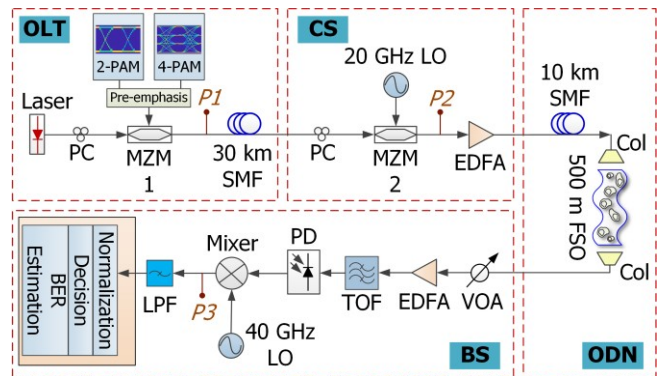 OLT
2-PAM
4-PAM
Pre-emphasis
Laser
PC
MZM
1
P1
30 km
SMF
CS
20 GHz LO
PC
MZM
2
P2
EDFA
10 km
SMF
Col
500 m FSO
Col
ODN
VOA
EDFA
TOF
PD
Mixer
40 GHz
LO
P3
LPF
Normalization
Decision
BER
Estimation
BS